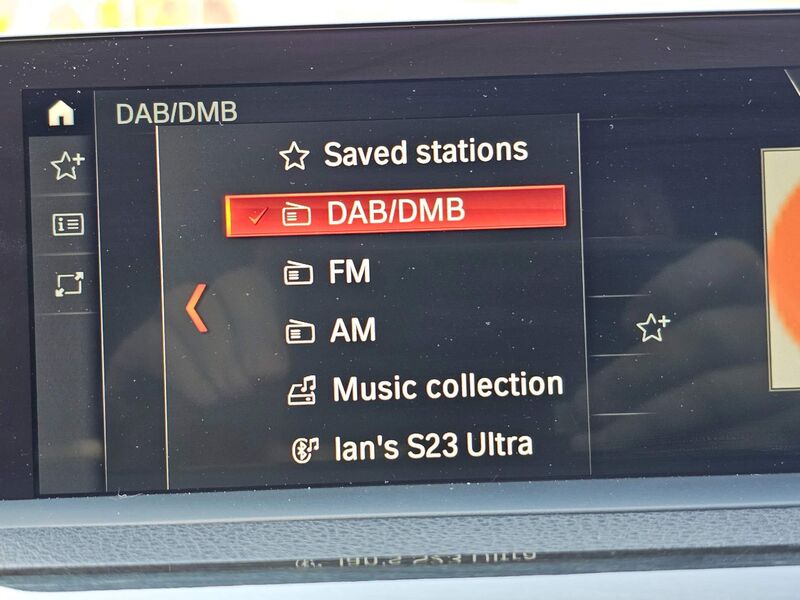 DAB/DMB
Saved stations
DAB/DMB
FM
AM
Music collection
Ian's S23 Ultra